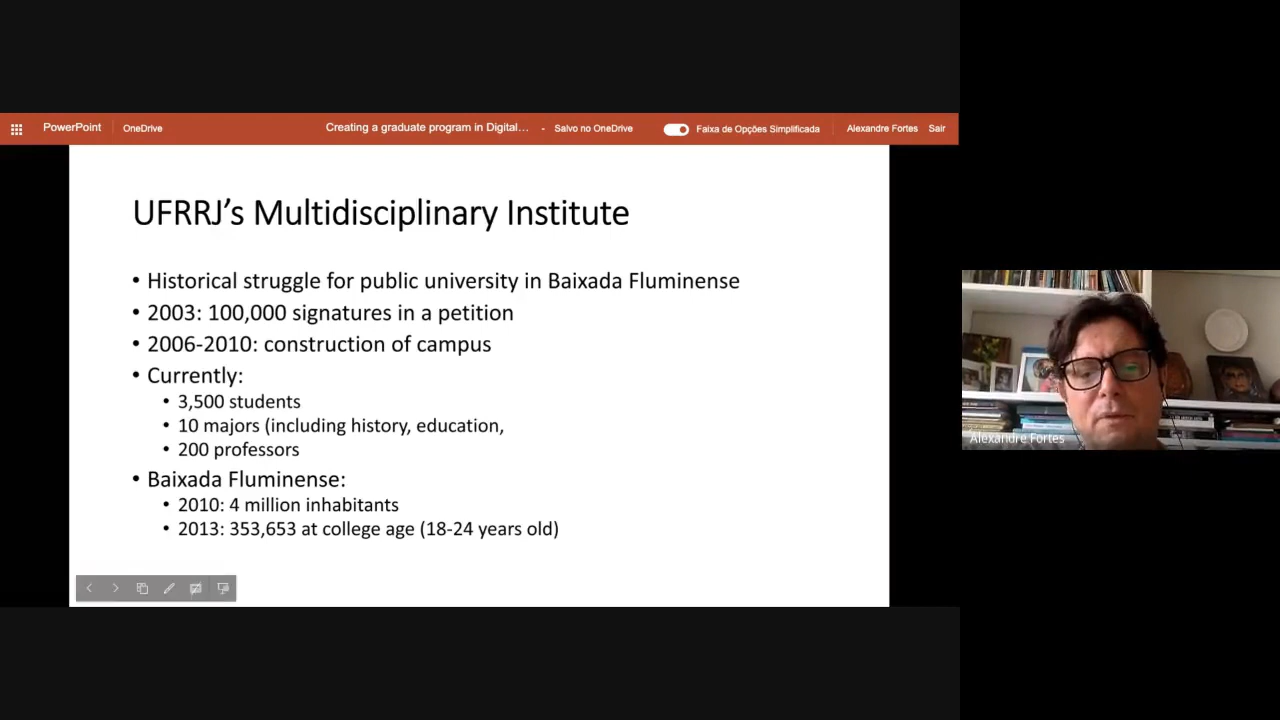 PowerPoint OneDrive Creating a graduate program in Digital... - Salvo no OneDrive Faixa de Opções Simplificada Alexandre Fortes Sair
UFRRJ's Multidisciplinary Institute
• Historical struggle for public university in Baixada Fluminense
• 2003: 100,000 signatures in a petition
• 2006-2010: construction of campus
• Currently:
• 3,500 students
• 10 majors (including history, education,
• 200 professors
• Baixada Fluminense:
• 2010: 4 million inhabitants
• 2013: 353,653 at college age (18-24 years old)
Alexandre Fortes